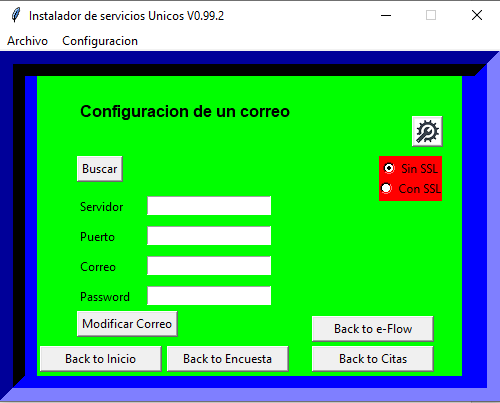 Instalador de servicios Unicos V0.99.2
Archivo Configuracion
Configuracion de un correo
Buscar
Sin SSL
Con SSL
Servidor
Puerto
Correo
Password
Modificar Correo
Back to e-Flow
Back to Inicio Back to Encuesta Back to Citas